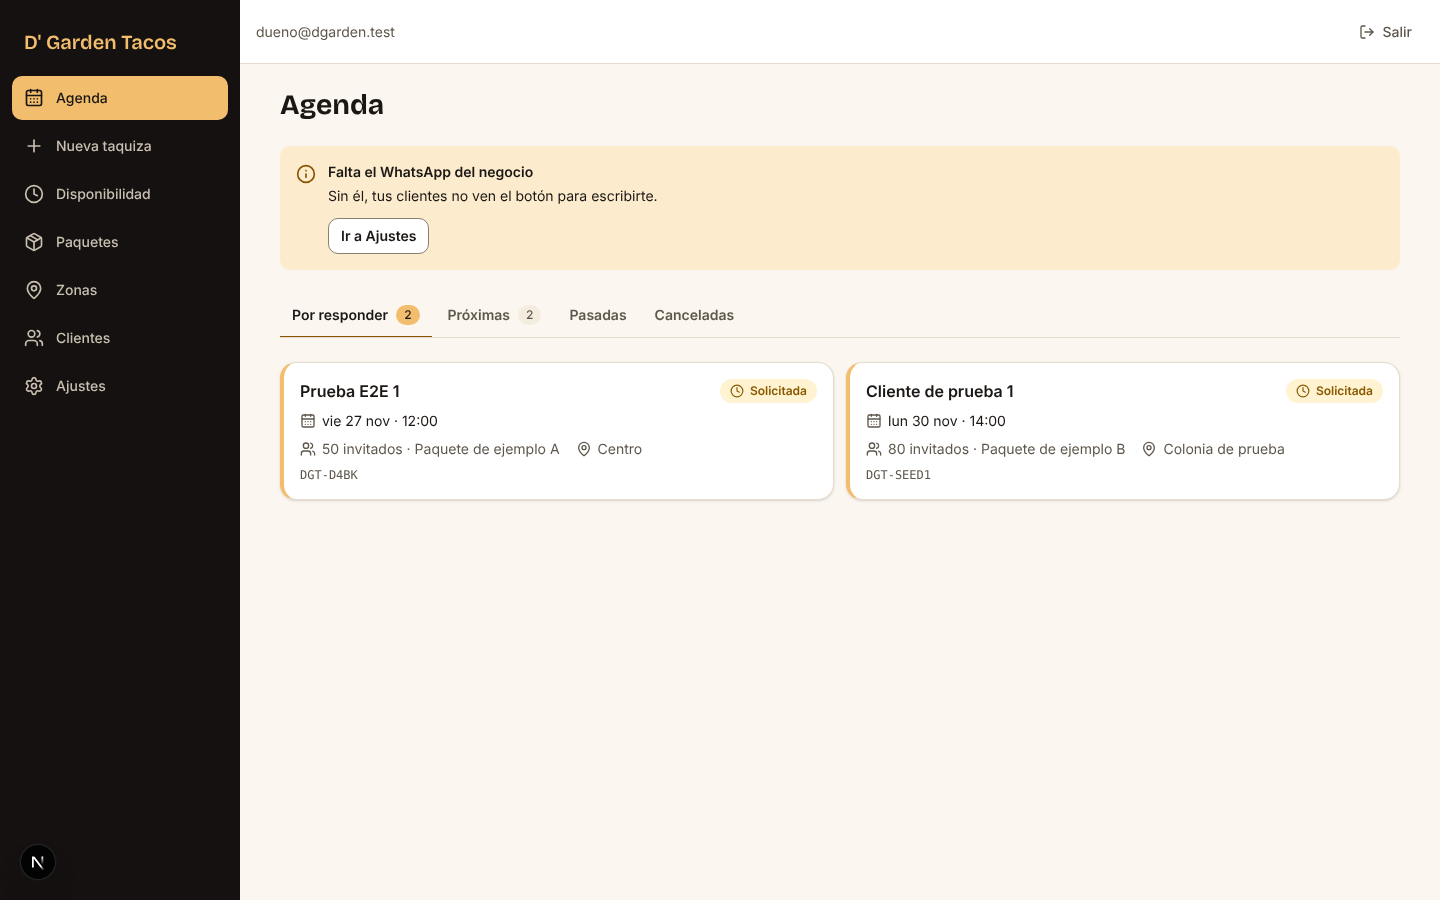 D' Garden Tacos
Agenda
Nueva taquiza
Disponibilidad
Paquetes
Zonas
Clientes
Ajustes
N
dueno@dgarden.test
Salir
Agenda
Falta el WhatsApp del negocio
Sin él, tus clientes no ven el botón para escribirte.
Ir a Ajustes
Por responder 2 Próximas 2 Pasadas Canceladas
Prueba E2E 1
Solicitada
vie 27 nov · 12:00
50 invitados · Paquete de ejemplo A Centro
DGT-D4BK
Cliente de prueba 1
Solicitada
lun 30 nov · 14:00
80 invitados · Paquete de ejemplo B Colonia de prueba
DGT-SEED1